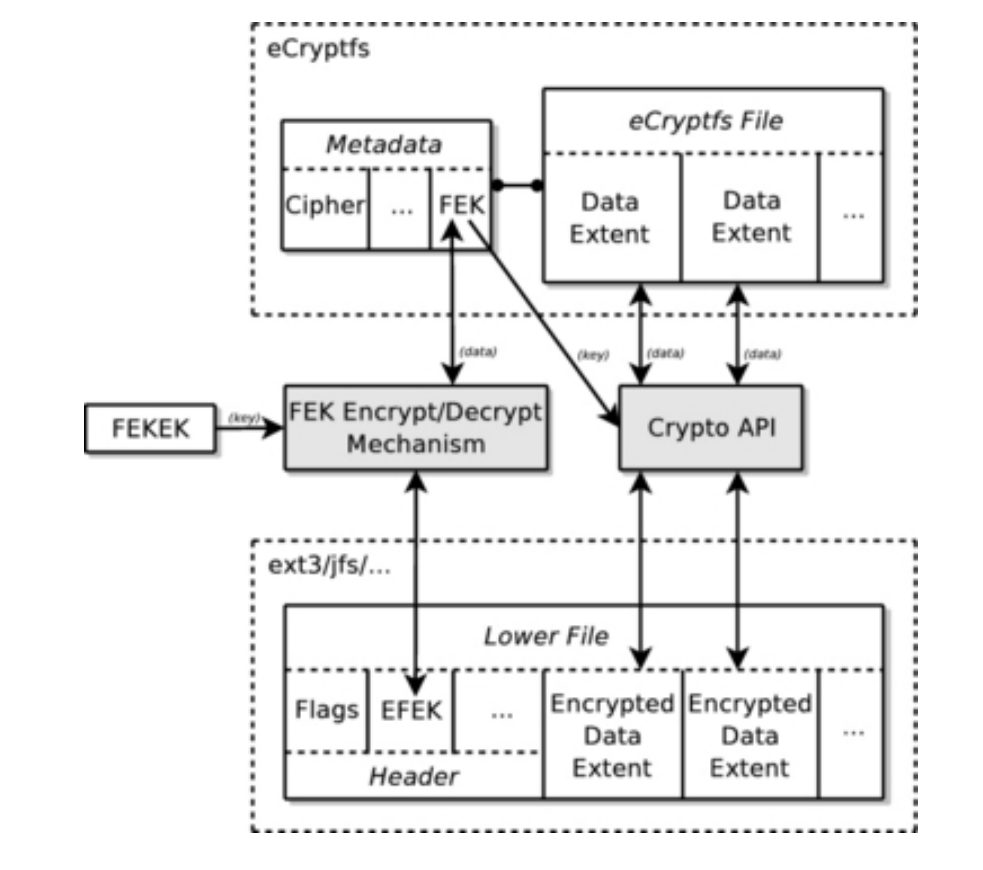 eCryptfs
eCryptfs File
Metadata
Cipher
...
FEK
Data
Extent
Data
Extent
...
(data)
(key)
(data)
(data)
FEKEK
(key)
FEK Encrypt/Decrypt
Mechanism
Crypto API
ext3/jfs/...
Lower File
Flags
EFEK
...
Encrypted
Data
Extent
Encrypted
Data
Extent
...
Header